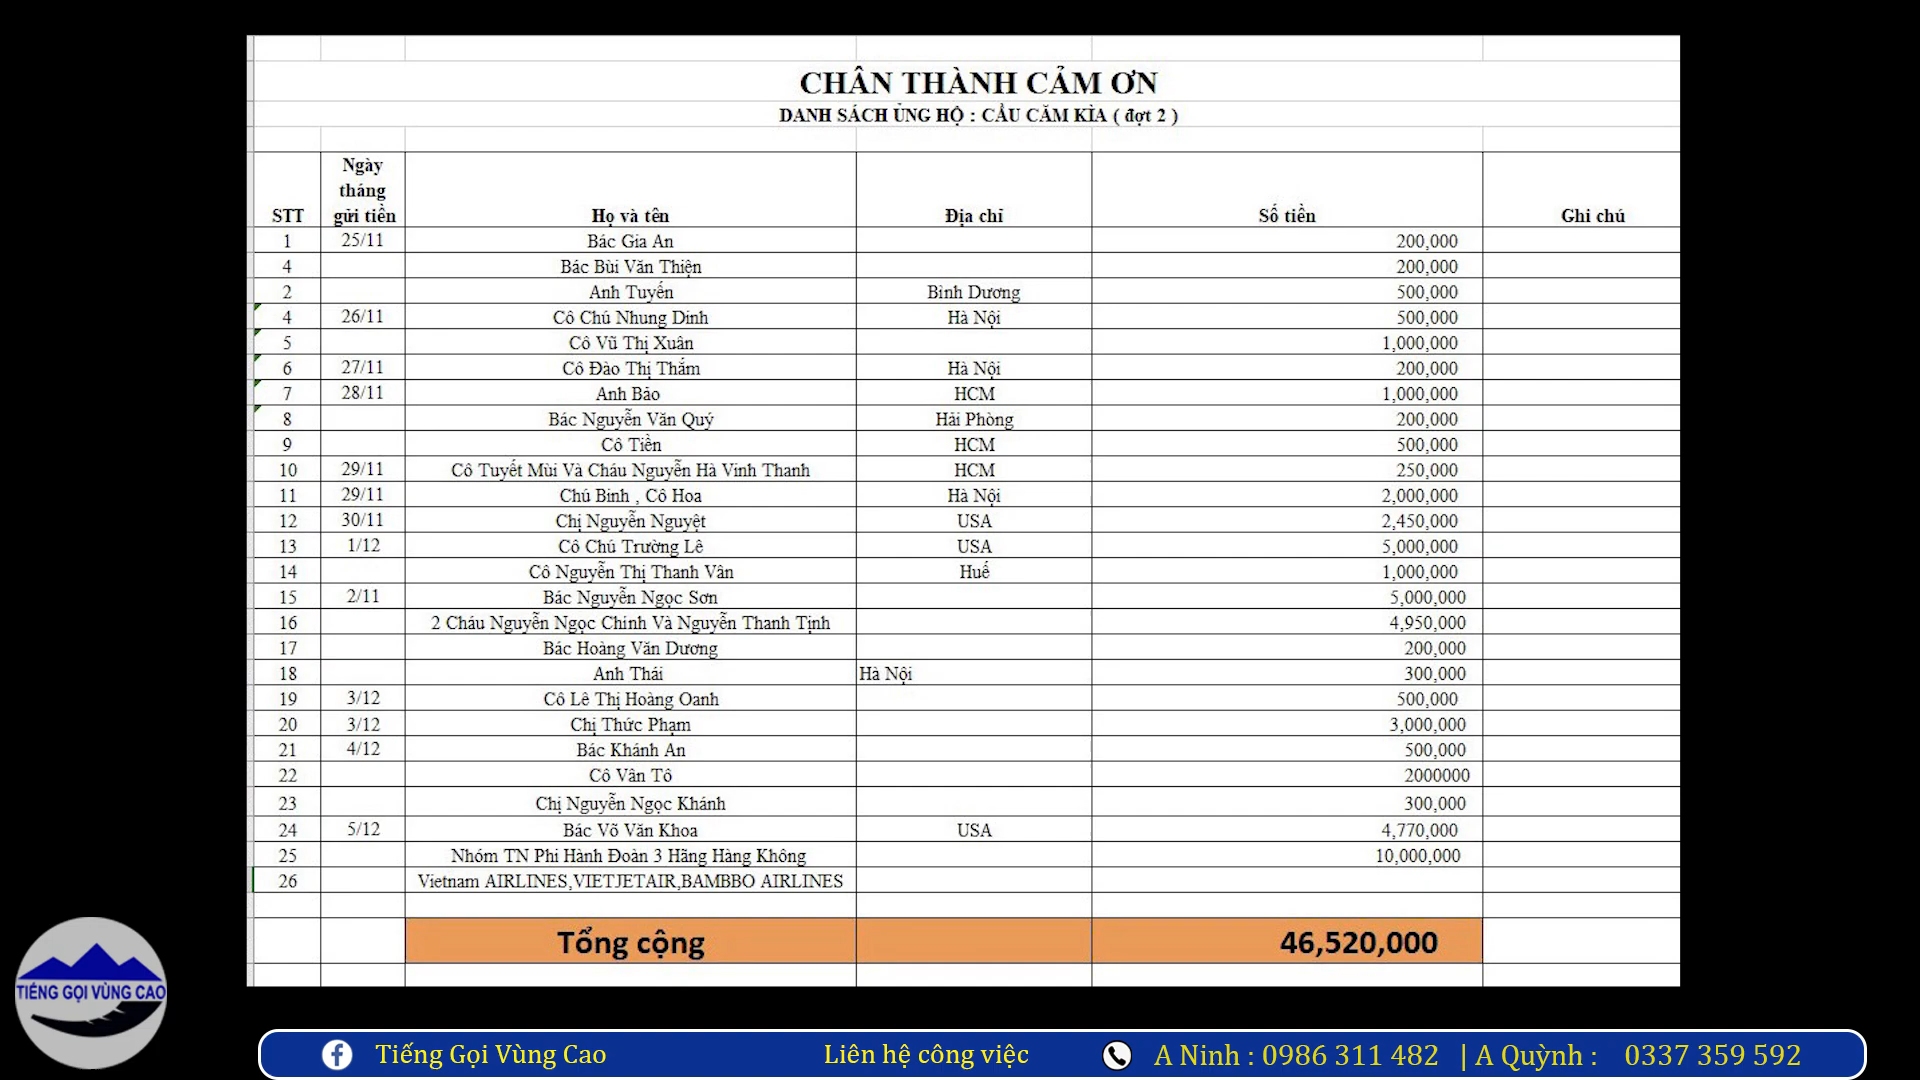 CHÂN THÀNH CẢM ƠN
DANH SÁCH ỦNG HỘ : CẦU CĂM KÌA ( đợt 2 )
STT Ngày tháng gửi tiền Họ và tên Địa chỉ Số tiền Ghi chú
1 25/11 Bác Gia An 200,000
4 Bác Bùi Văn Thiện 200,000
2 Anh Tuyến Bình Dương 500,000
4 26/11 Cô Chú Nhung Dinh Hà Nội 500,000
5 Cô Vũ Thị Xuân 1,000,000
6 27/11 Cô Đào Thị Thắm Hà Nội 200,000
7 28/11 Anh Bảo HCM 1,000,000
8 Bác Nguyễn Văn Quý Hải Phòng 200,000
9 Cô Tiền HCM 500,000
10 29/11 Cô Tuyết Mùi Và Cháu Nguyễn Hà Vinh Thanh HCM 250,000
11 29/11 Chú Bính , Cô Hoa Hà Nội 2,000,000
12 30/11 Chị Nguyễn Nguyệt USA 2,450,000
13 1/12 Cô Chú Trường Lê USA 5,000,000
14 Cô Nguyễn Thị Thanh Vân Huế 1,000,000
15 2/11 Bác Nguyễn Ngọc Sơn 5,000,000
16 2 Cháu Nguyễn Ngọc Chính Và Nguyễn Thanh Tịnh 4,950,000
17 Bác Hoàng Văn Dương 200,000
18 Anh Thái Hà Nội 300,000
19 3/12 Cô Lê Thị Hoàng Oanh 500,000
20 3/12 Chị Thức Phạm 3,000,000
21 4/12 Bác Khánh An 500,000
22 Cô Vân Tô 2000000
23 Chị Nguyễn Ngọc Khánh 300,000
24 5/12 Bác Võ Văn Khoa USA 4,770,000
25 Nhóm TN Phi Hành Đoàn 3 Hãng Hàng Không 10,000,000
26 Vietnam AIRLINES,VIETJETAIR,BAMBBO AIRLINES
Tổng cộng 46,520,000
TIẾNG GỌI VÙNG CAO
Tiếng Gọi Vùng Cao Liên hệ công việc A Ninh : 0986 311 482 | A Quỳnh : 0337 359 592